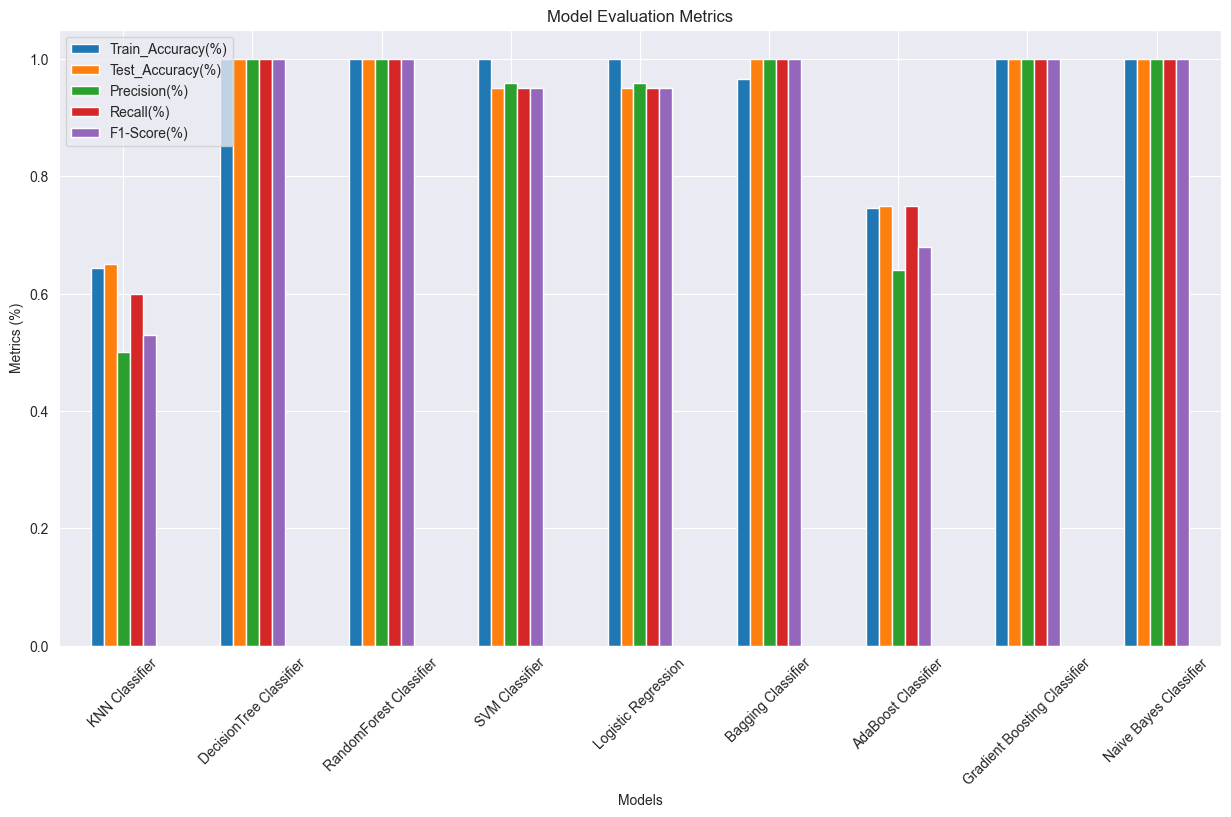 Model Evaluation Metrics
Train_Accuracy(%)
Test_Accuracy(%)
Precision(%)
Recall(%)
F1-Score(%)
1.0
0.8
0.6
0.4
0.2
0.0
Metrics (%)
KNN Classifier
DecisionTree Classifier
RandomForest Classifier
SVM Classifier
Logistic Regression
Bagging Classifier
AdaBoost Classifier
Gradient Boosting Classifier
Naive Bayes Classifier
Models